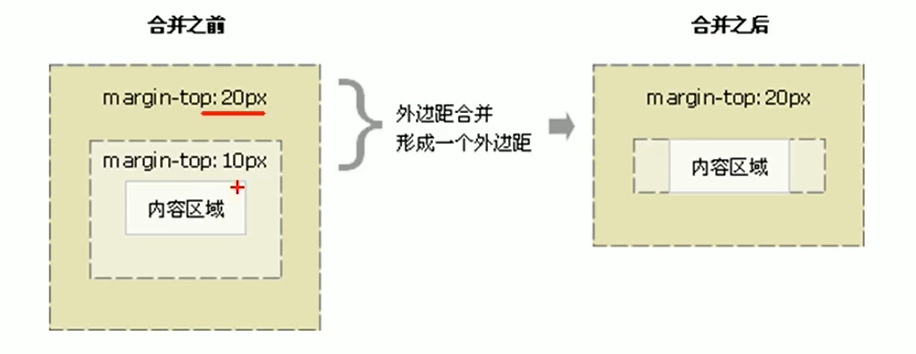 合并之前
合并之后
margin-top: 20px
margin-top: 10px
内容区域
外边距合并
形成一个外边距
margin-top: 20px
内容区域